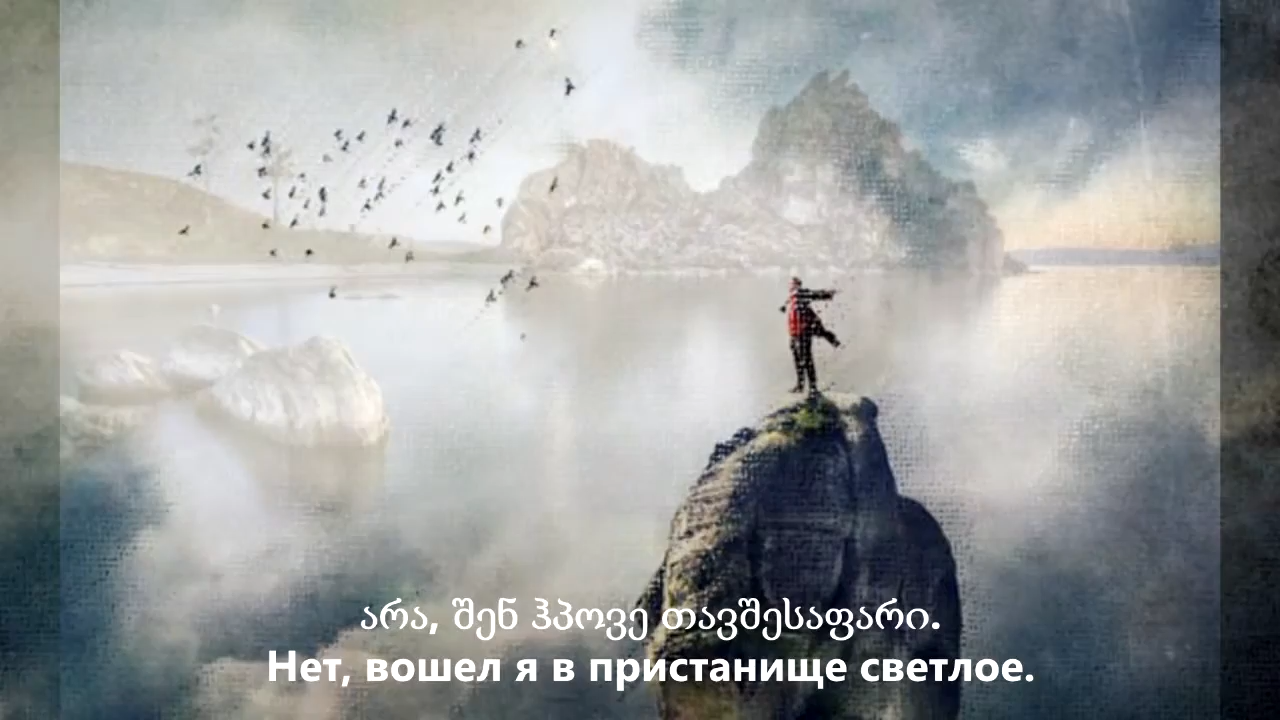 არა, შენ ჰპოვე თავშესაფარი.
Нет, вошел я в пристанище светлое.